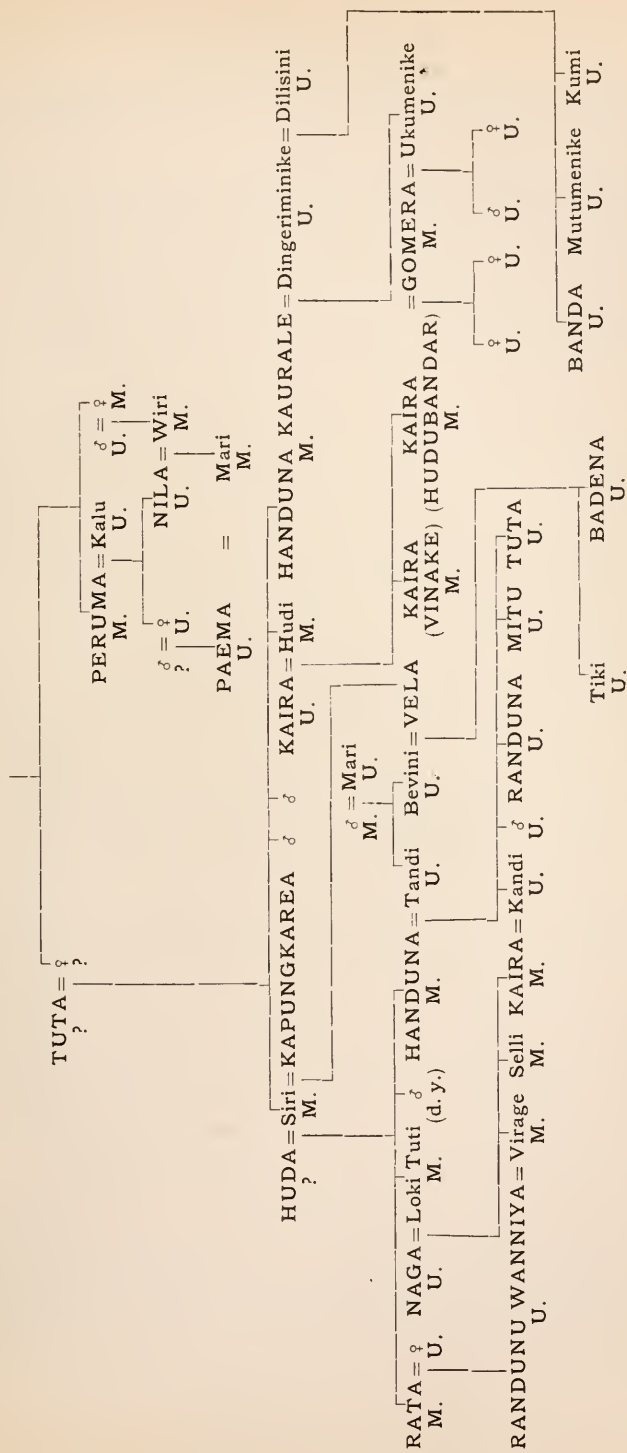 TUTA = ♀
? ?
PERUMA = Kalu ♂ = ♀
M. U. U. M.
♂ = ♀ NILA = Wiri
? U. U. M.
PAEMA = Mari
U. M.
HUDA = Siri = KAPUNGKAREA ♂ ♂ KAIRA = Hudi HANDUNA KAURALE = Dingeriminike = Dilisini
? M. U. M. M. U. U.
♂ = Mari
M. U.
RATA = ♀ NAGA = Loki Tuti ♂ HANDUNA = Tandi Bevini = VELA KAIRA KAIRA = GOMERA = Ukumenike
M. U. U. M. (d. y.) M. U. U. (VINAKE) (HUDUBANDAR) M. U.
M. M.
♀ ♀ ♂ ♀
U. U. U. U.
RANDUNU WANNIYA = Virage Selli KAIRA = Kandi ♂ RANDUNA MITU TUTA
U. M. M. M. U. U. U. U. U.
BANDA Mutumenike Kumi
U. U. U.
Tiki BADENA
U. U.